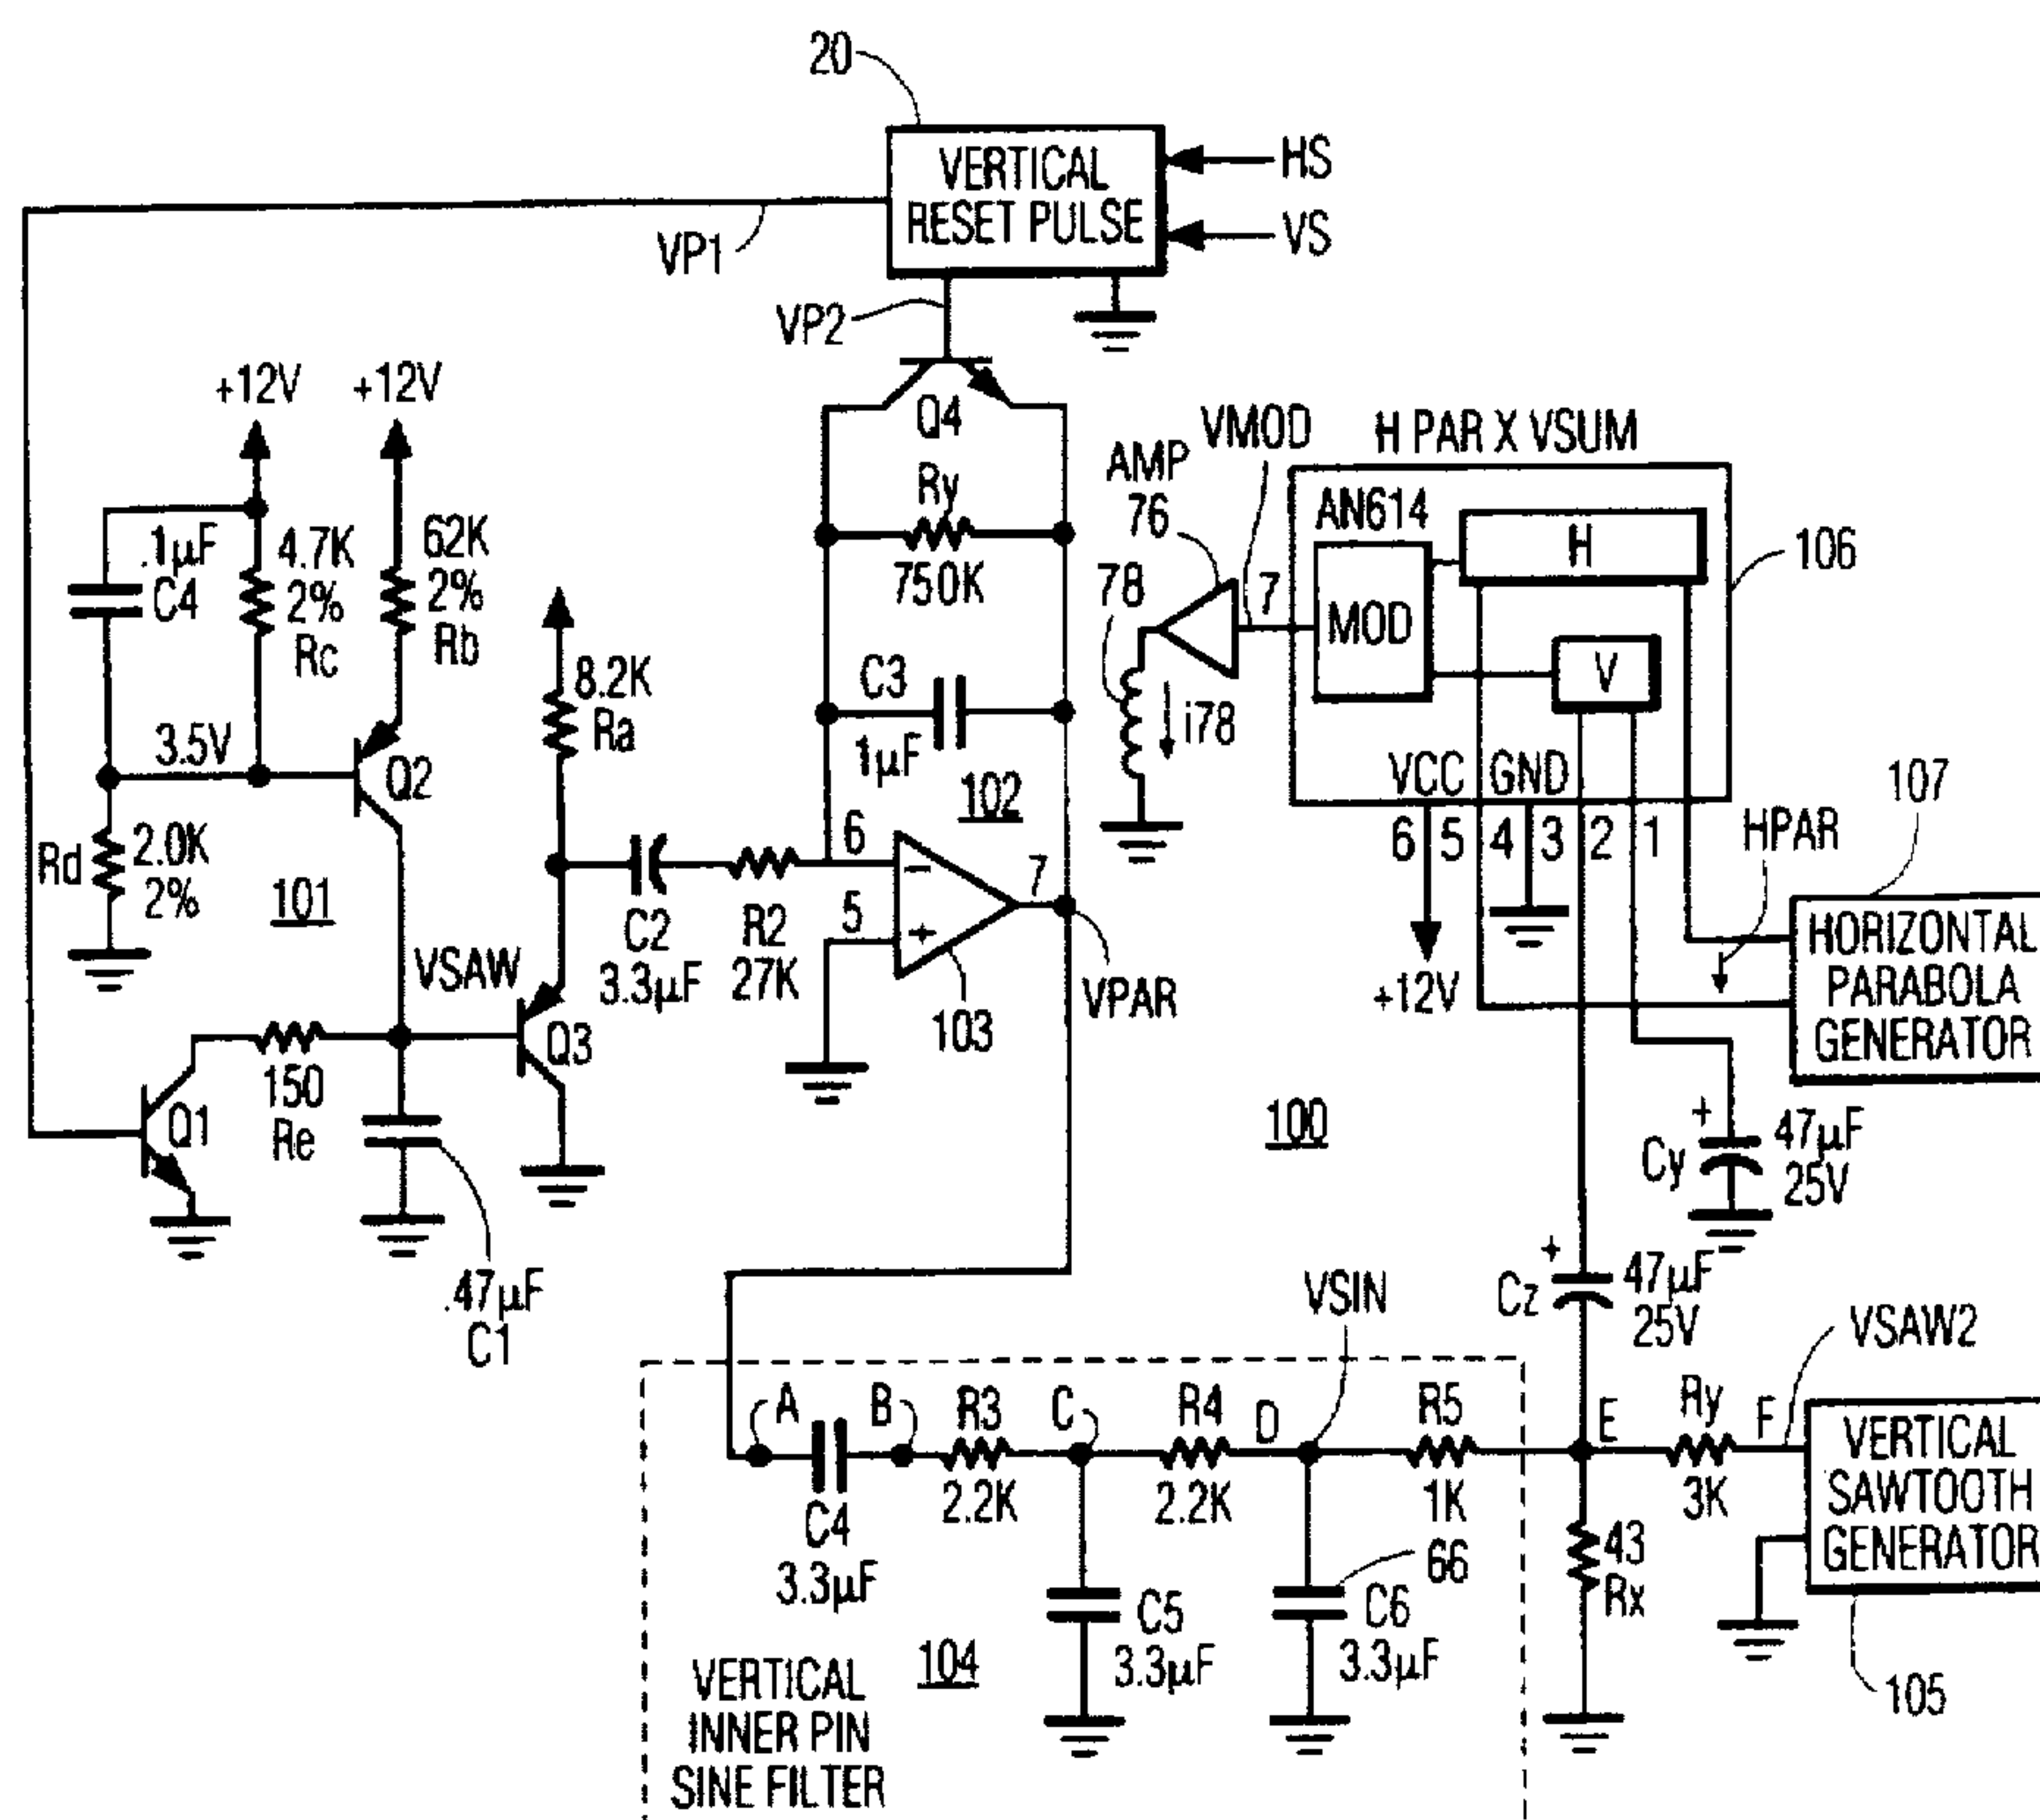 20
VERTICAL
RESET PULSE
HS
VS
VP1
VP2
+12V
+12V
Q4
Ry
750K
C3
1µF
102
.1µF
C4
4.7K
2%
Rc
62K
2%
Rb
8.2K
Ra
3.5V
Q2
Rd
2.0K
2%
101
VSAW
Q3
150
Re
Q1
.47µF
C1
C2
3.3µF
R2
27K
6
5
7
103
VPAR
AMP
76
78
i78
VMOD
7
H PAR X VSUM
AN614
MOD
H
V
106
VCC
GND
6
5
4
3
2
1
+12V
HPAR
107
HORIZONTAL
PARABOLA
GENERATOR
100
+
Cy
47µF
25V
+
Cz
47µF
25V
VSIN
VSAW2
A
B
R3
2.2K
C
R4
2.2K
D
R5
1K
E
Ry
3K
F
VERTICAL
SAWTOOTH
GENERATOR
105
C4
3.3µF
C5
3.3µF
66
C6
3.3µF
43
Rx
104
VERTICAL
INNER PIN
SINE FILTER